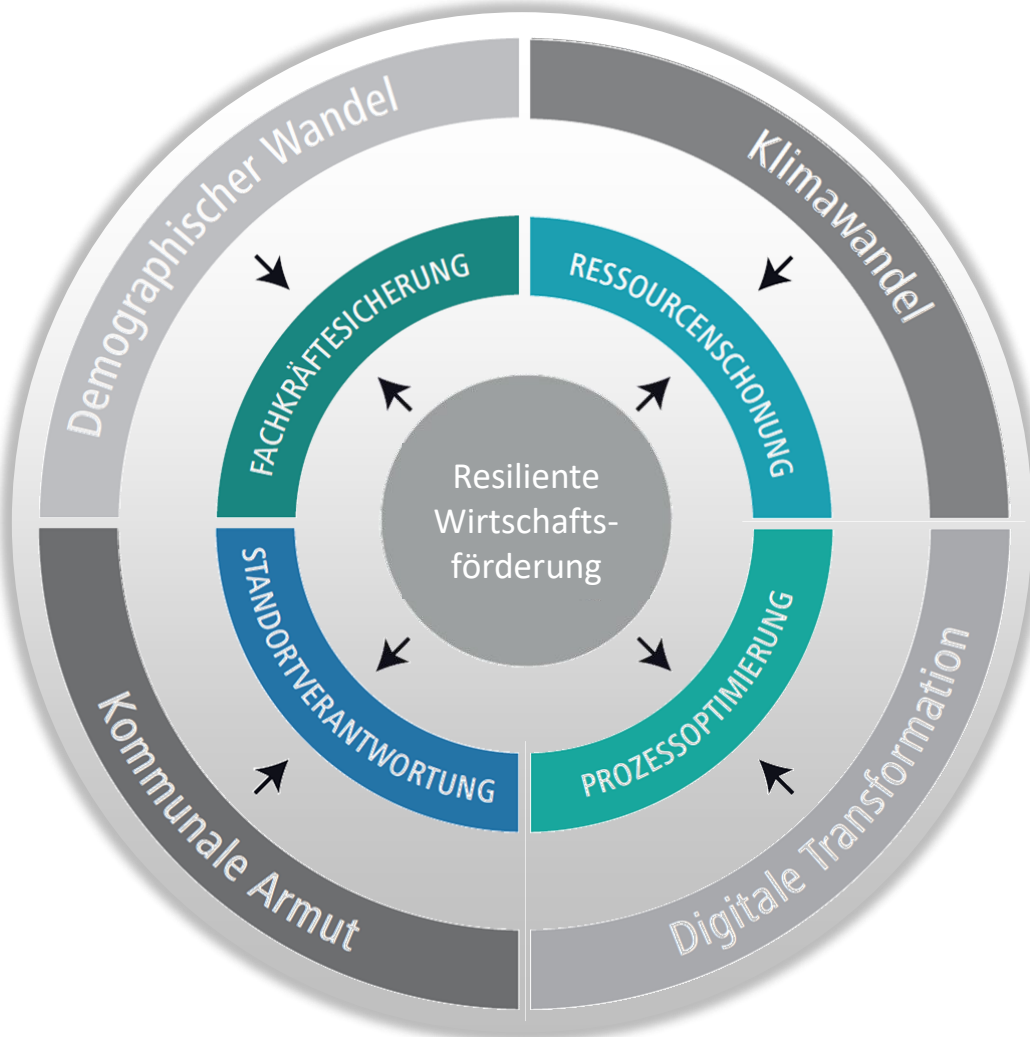 Demographischer Wandel
Klimawandel
FACHKRÄFTESICHERUNG
RESSOURCENSCHONUNG
Resiliente
Wirtschafts-
förderung
STANDORTVERANTWORTUNG
PROZESSOPTIMIERUNG
Kommunale Armut
Digitale Transformation